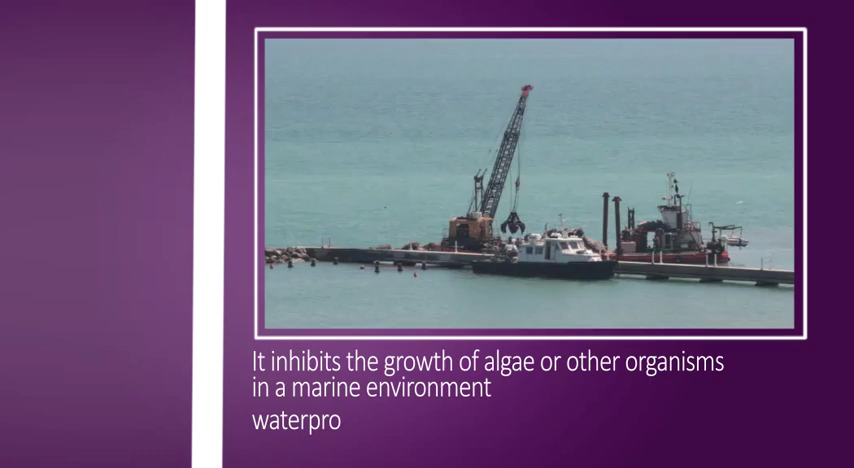 It inhibits the growth of algae or other organisms
in a marine environment
waterpro